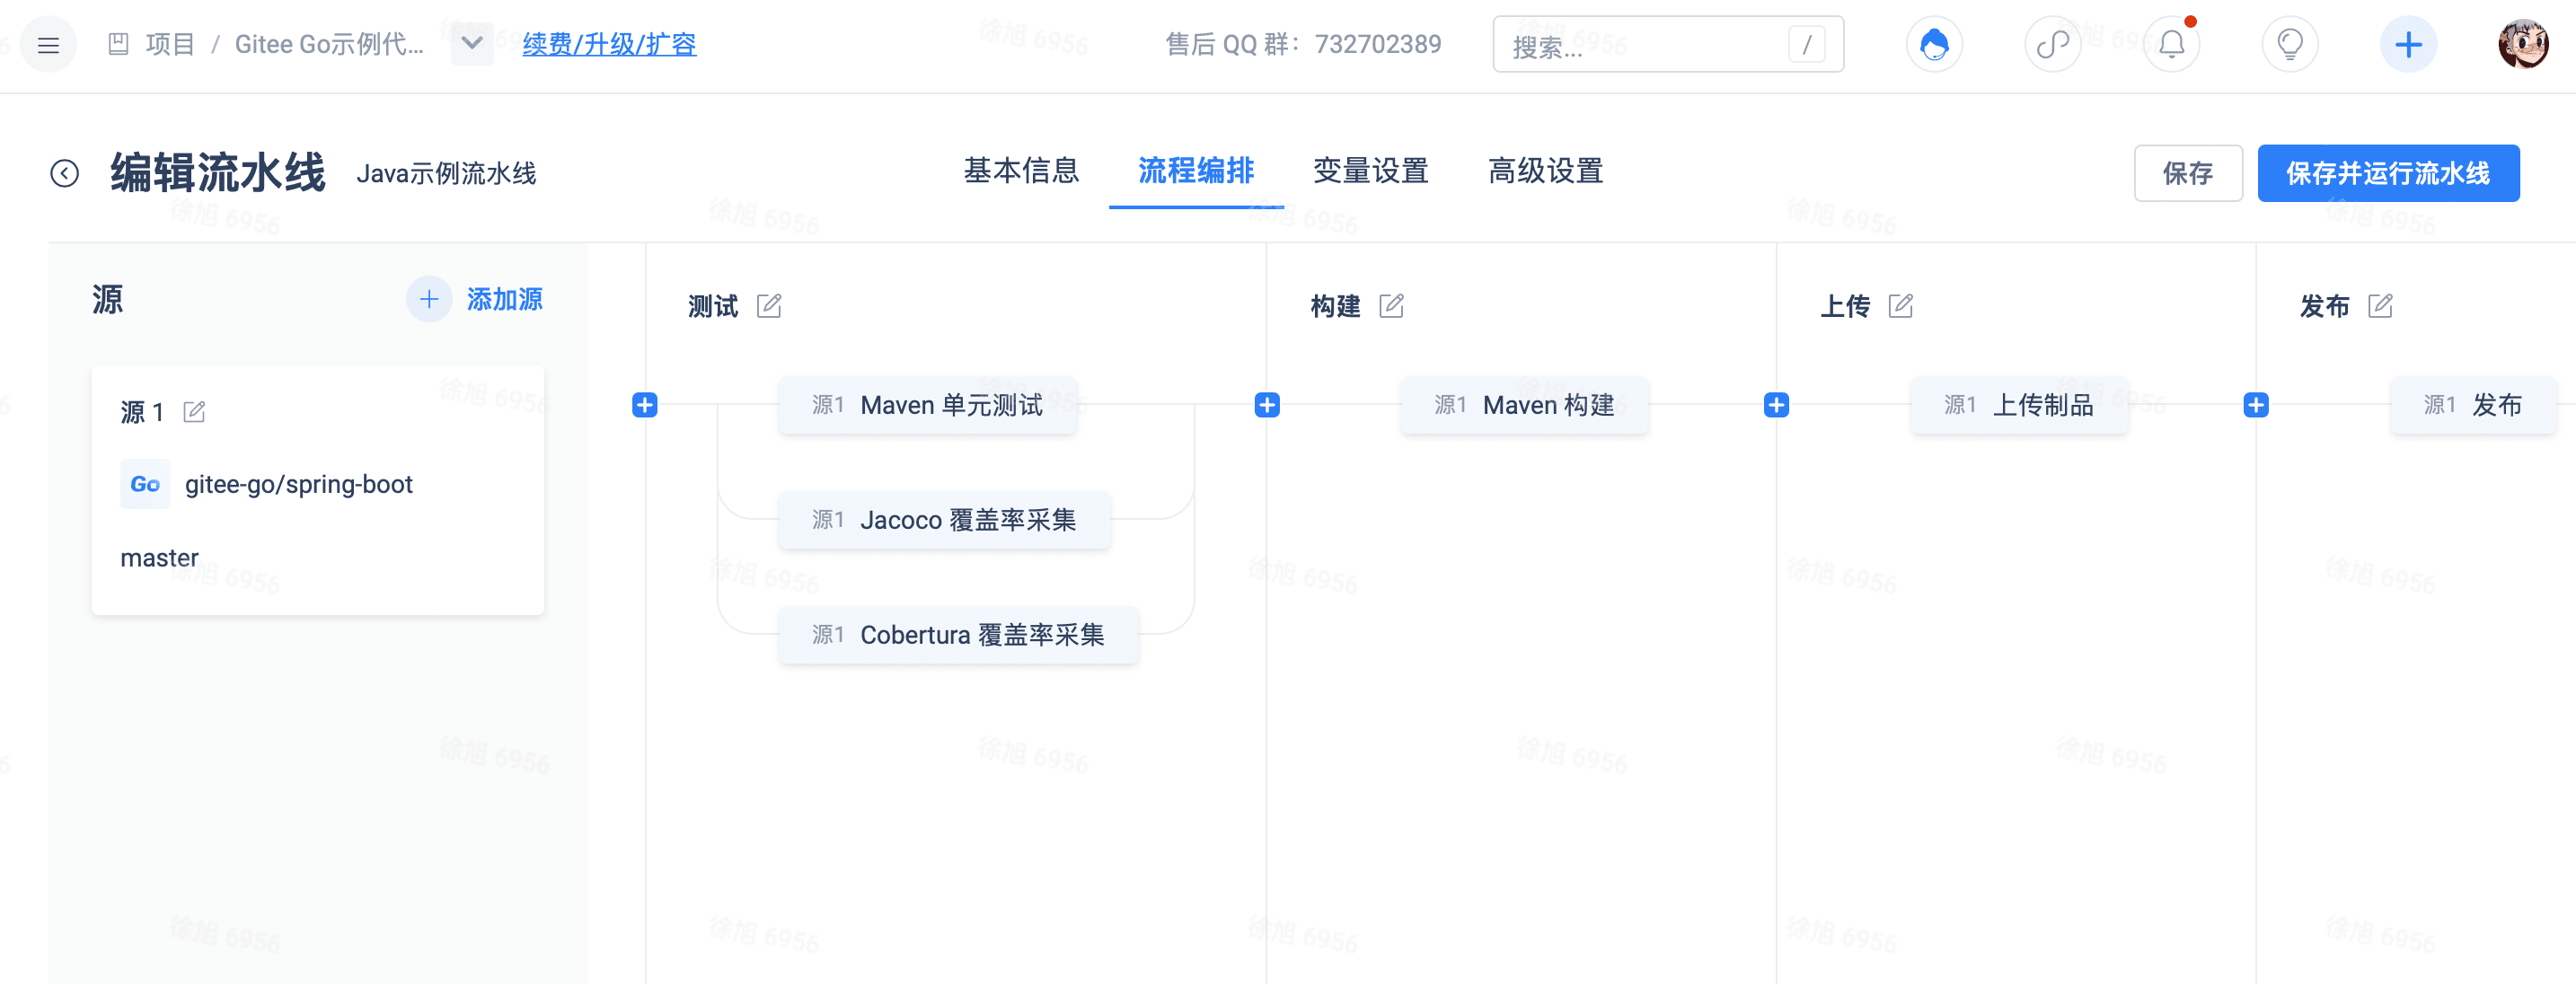 项目 / Gitee Go示例代...
续费/升级/扩容
售后 QQ 群：732702389
搜索...
/
编辑流水线 Java示例流水线
基本信息
流程编排
变量设置
高级设置
保存
保存并运行流水线
源
添加源
源 1
Go gitee-go/spring-boot
master
测试
源1 Maven 单元测试
源1 Jacoco 覆盖率采集
源1 Cobertura 覆盖率采集
构建
源1 Maven 构建
上传
源1 上传制品
发布
源1 发布
徐旭 6956